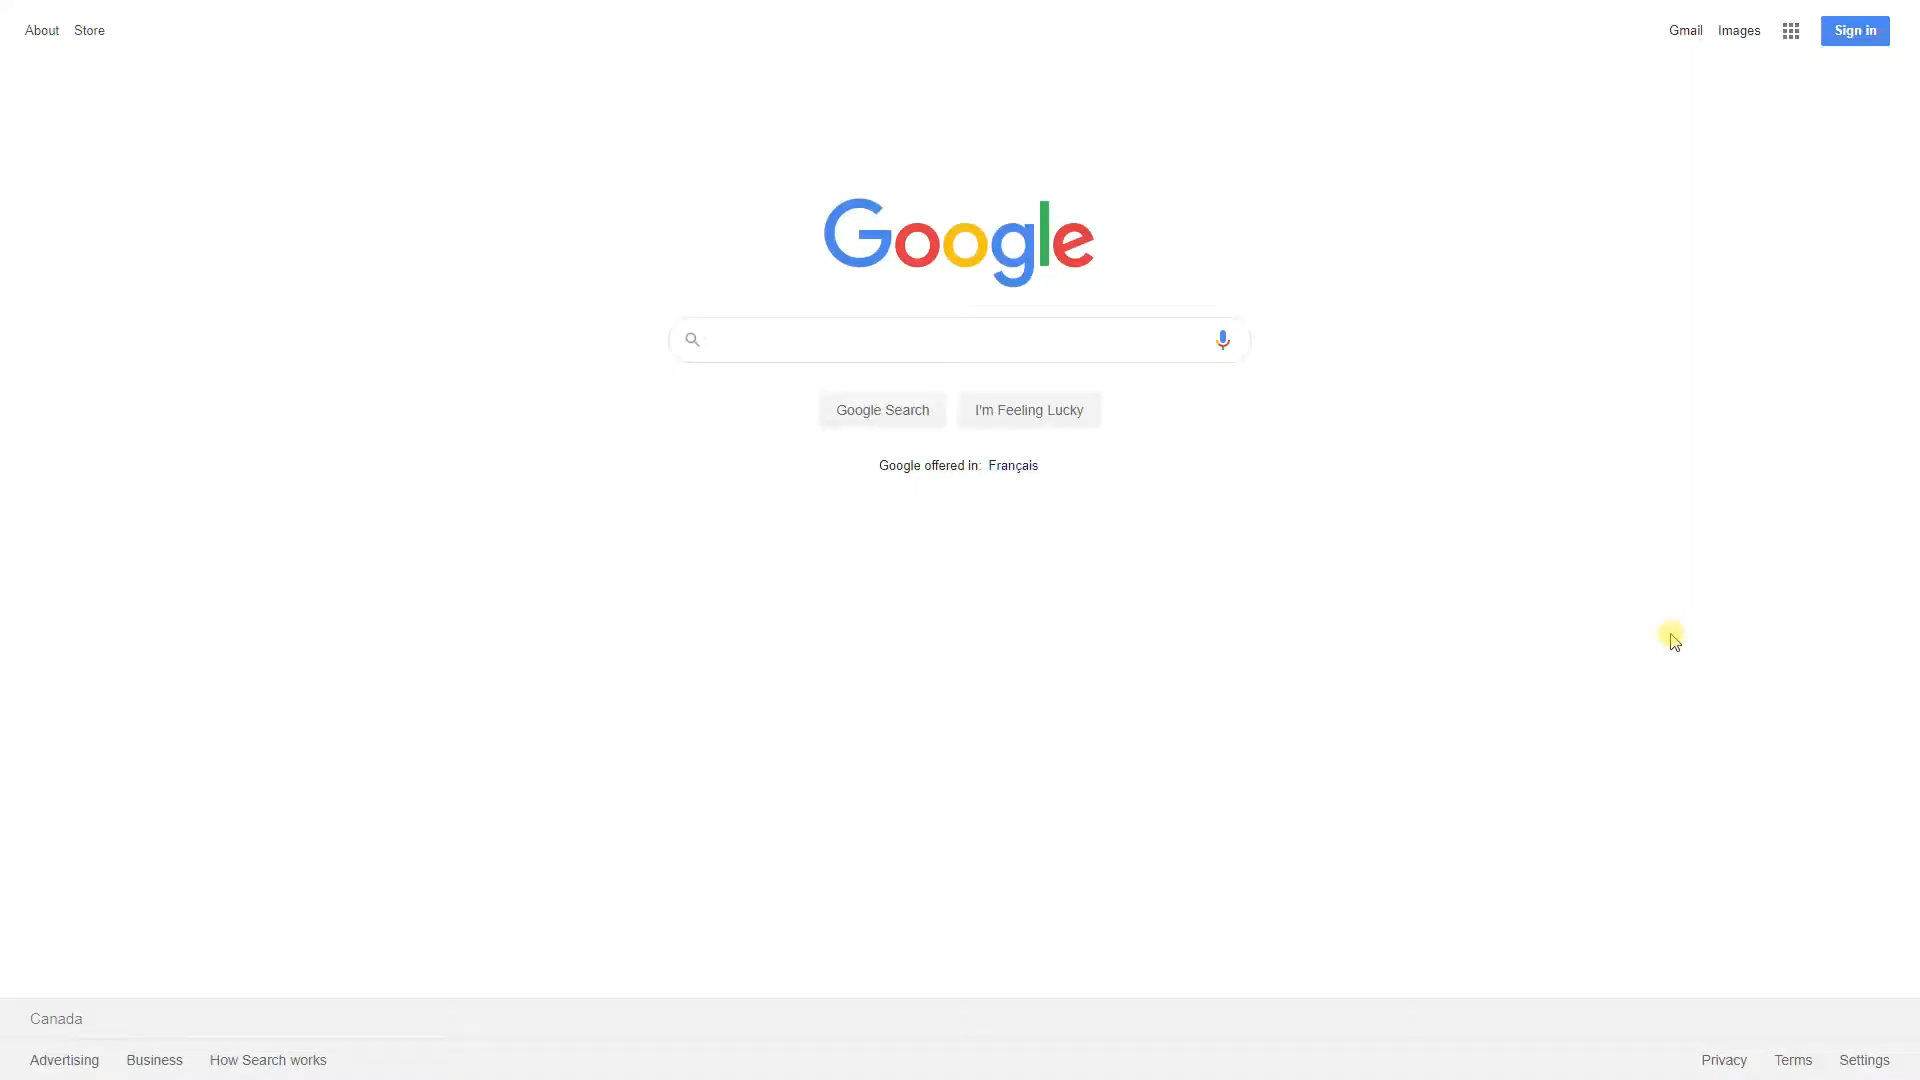 About Store
Gmail Images Sign in
Google
Google Search I'm Feeling Lucky
Google offered in: Français
Canada
Advertising Business How Search works
Privacy Terms Settings